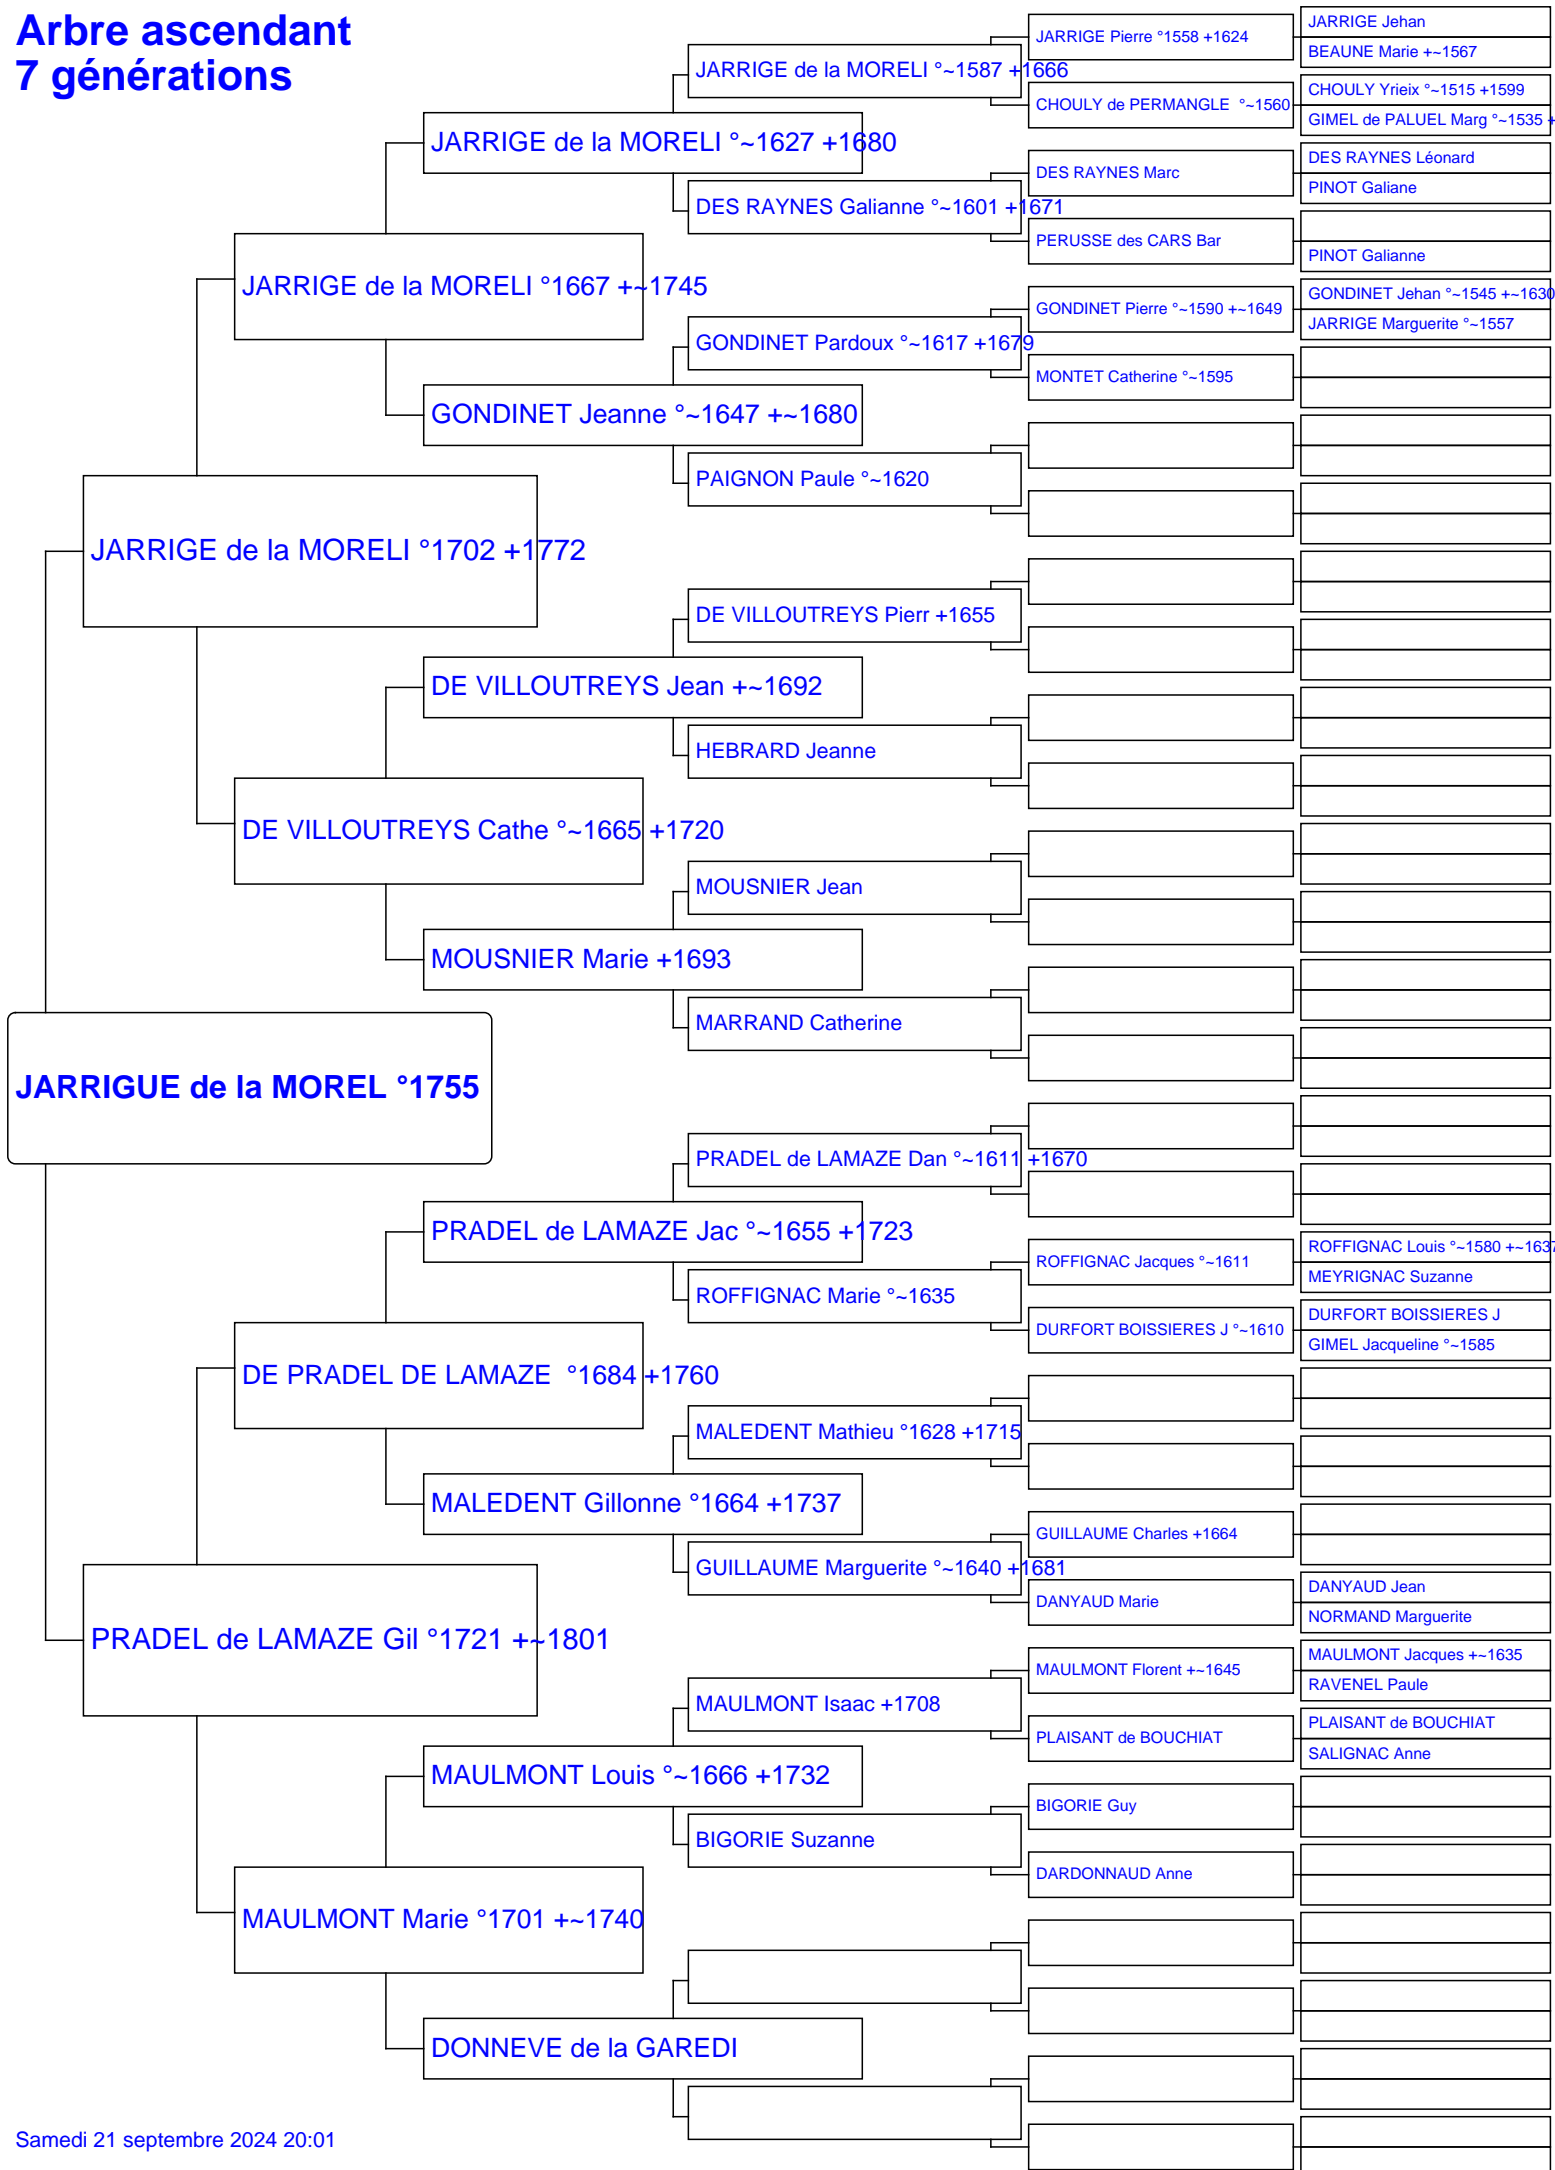 Arbre ascendant
7 générations
JARRIGUE de la MOREL °1755
JARRIGE de la MORELI °1702 +1772
PRADEL de LAMAZE Gil °1721 +~1801
JARRIGE de la MORELI °1667 +~1745
DE VILLOUTREYS Cathe °~1665 +1720
DE PRADEL DE LAMAZE °1684 +1760
MAULMONT Marie °1701 +~1740
JARRIGE de la MORELI °~1627 +1680
GONDINET Jeanne °~1647 +~1680
DE VILLOUTREYS Jean +~1692
MOUSNIER Marie +1693
PRADEL de LAMAZE Jac °~1655 +1723
MALEDENT Gillonne °1664 +1737
MAULMONT Louis °~1666 +1732
DONNEVE de la GAREDI
JARRIGE de la MORELI °~1587 +1666
DES RAYNES Galianne °~1601 +1671
GONDINET Pardoux °~1617 +1679
PAIGNON Paule °~1620
DE VILLOUTREYS Pierr +1655
HEBRARD Jeanne
MOUSNIER Jean
MARRAND Catherine
PRADEL de LAMAZE Dan °~1611 +1670
ROFFIGNAC Marie °~1635
MALEDENT Mathieu °1628 +1715
GUILLAUME Marguerite °~1640 +1681
MAULMONT Isaac +1708
BIGORIE Suzanne
JARRIGE Pierre °1558 +1624
CHOULY de PERMANGLE °~1560
DES RAYNES Marc
PERUSSE des CARS Bar
GONDINET Pierre °~1590 +~1649
MONTET Catherine °~1595
ROFFIGNAC Jacques °~1611
DURFORT BOISSIERES J °~1610
GUILLAUME Charles +1664
DANYAUD Marie
MAULMONT Florent +~1645
PLAISANT de BOUCHIAT
BIGORIE Guy
DARDONNAUD Anne
JARRIGE Jehan
BEAUNE Marie +~1567
CHOULY Yrieix °~1515 +1599
GIMEL de PALUEL Marg °~1535 +
DES RAYNES Léonard
PINOT Galiane
PINOT Galianne
GONDINET Jehan °~1545 +~1630
JARRIGE Marguerite °~1557
ROFFIGNAC Louis °~1580 +~1637
MEYRIGNAC Suzanne
DURFORT BOISSIERES J
GIMEL Jacqueline °~1585
DANYAUD Jean
NORMAND Marguerite
MAULMONT Jacques +~1635
RAVENEL Paule
PLAISANT de BOUCHIAT
SALIGNAC Anne
Samedi 21 septembre 2024 20:01